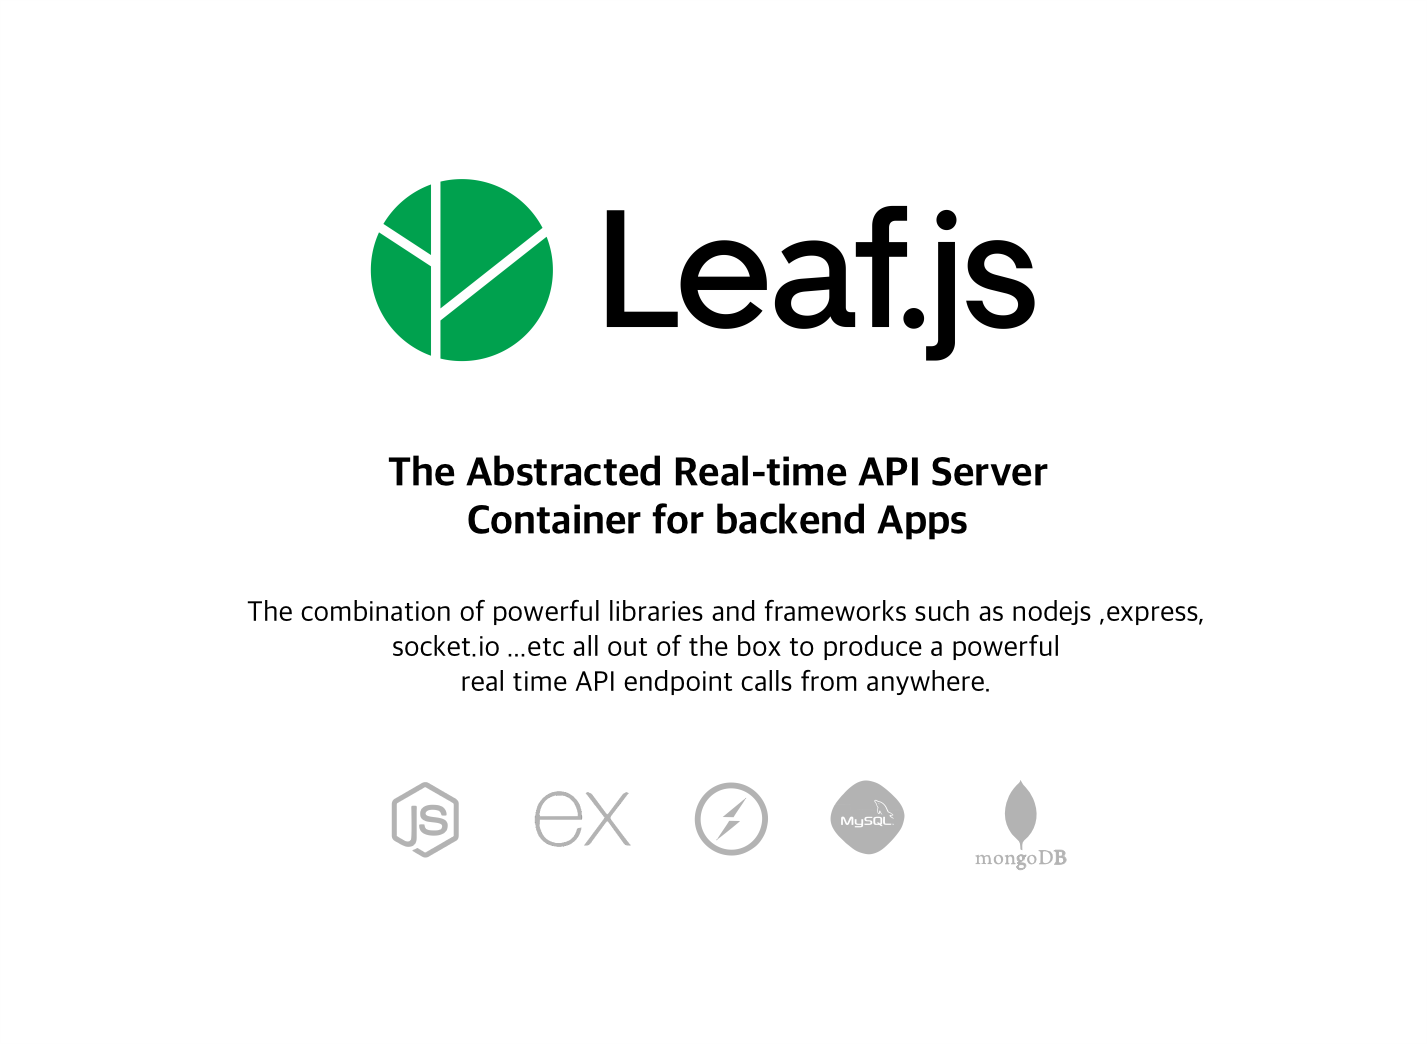 Leaf.js
The Abstracted Real-time API Server
Container for backend Apps
The combination of powerful libraries and frameworks such as nodejs ,express,
socket.io ...etc all out of the box to produce a powerful
real time API endpoint calls from anywhere.
JS ex MySQL
mongoDB